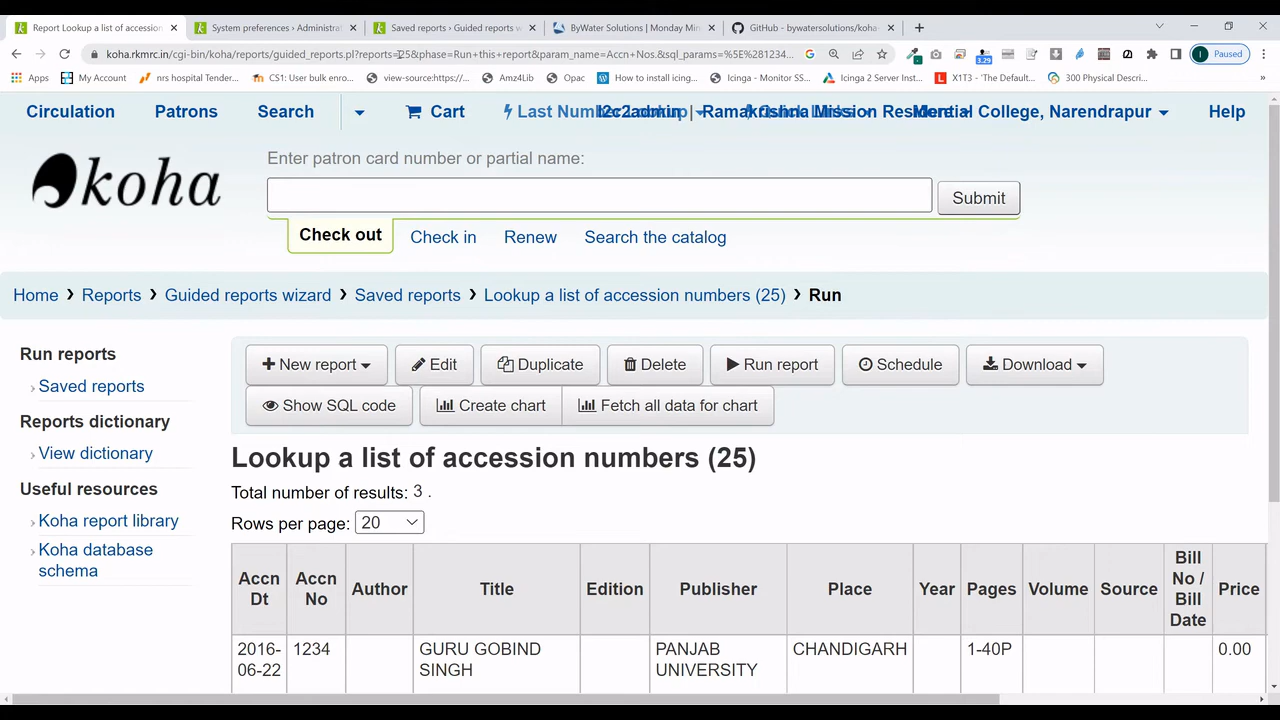 Report Lookup a list of accession
System preferences › Administrat
Saved reports › Guided reports w
ByWater Solutions | Monday Min
GitHub - bywatersolutions/koha-
koha.rkmrc.in/cgi-bin/koha/reports/guided_reports.pl?reports=25&phase=Run+this+report&param_name=Accn+Nos.&sql_params=%5E%281234...
Paused
Apps
My Account
nrs hospital Tender...
CS1: User bulk enro...
view-source:https:/...
Amz4Lib
Opac
How to install icing...
Icinga - Monitor SS...
Icinga 2 Server Inst...
X1T3 - 'The Default...
300 Physical Descri...
Circulation
Patrons
Search
Cart
Last Number Lookup
i2c2admin
|
Ramakrishna Mission Residential College, Narendrapur
Help
koha
Enter patron card number or partial name:
Submit
Check out
Check in
Renew
Search the catalog
Home › Reports › Guided reports wizard › Saved reports › Lookup a list of accession numbers (25) › Run
Run reports
Saved reports
Reports dictionary
View dictionary
Useful resources
Koha report library
Koha database schema
New report
Edit
Duplicate
Delete
Run report
Schedule
Download
Show SQL code
Create chart
Fetch all data for chart
Lookup a list of accession numbers (25)
Total number of results: 3 .
Rows per page: 20
Accn Dt
Accn No
Author
Title
Edition
Publisher
Place
Year
Pages
Volume
Source
Bill No / Bill Date
Price
2016-06-22
1234
GURU GOBIND SINGH
PANJAB UNIVERSITY
CHANDIGARH
1-40P
0.00